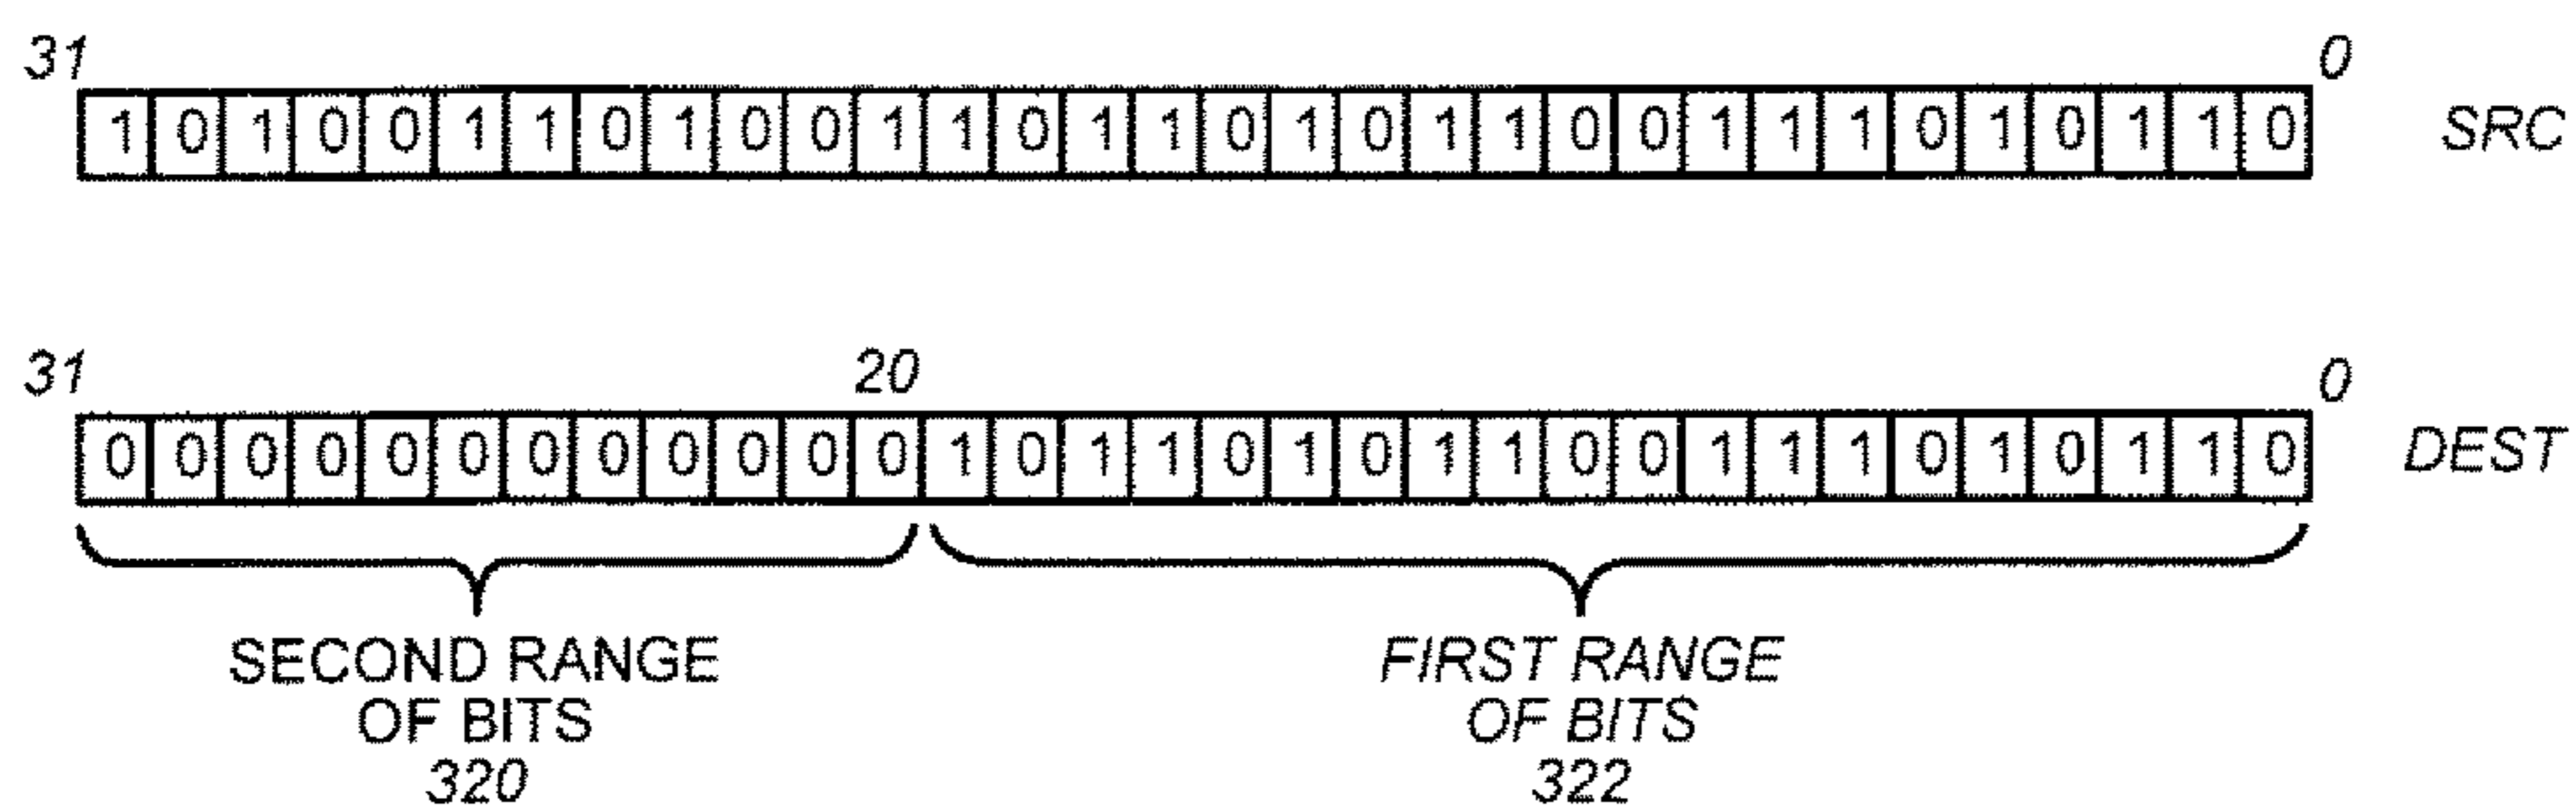 31 0
1 0 1 0 0 1 1 0 1 0 0 1 1 0 1 1 0 1 0 1 1 0 0 1 1 1 0 1 0 1 1 0 SRC
31 20 0
0 0 0 0 0 0 0 0 0 0 0 0 1 0 1 1 0 1 0 1 1 0 0 1 1 1 0 1 0 1 1 0 DEST
SECOND RANGE
OF BITS
320
FIRST RANGE
OF BITS
322